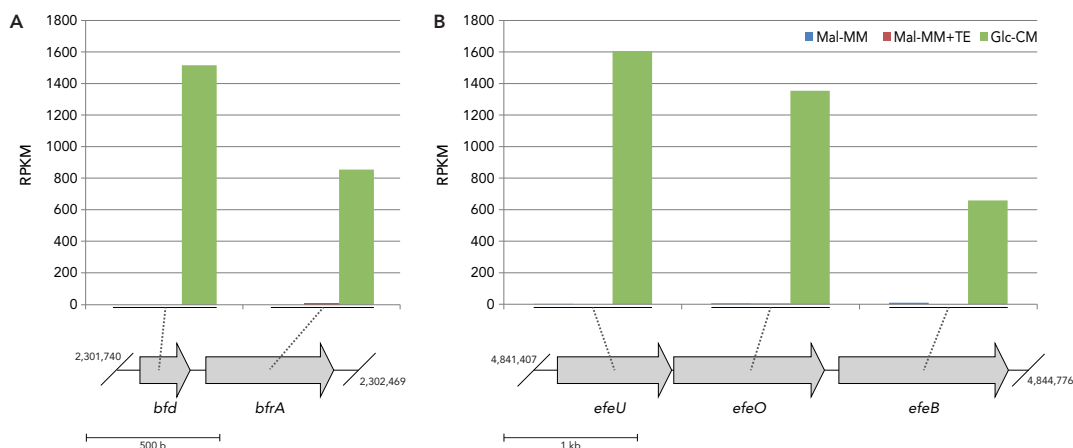 A
1800
1600
1400
1200
1000
800
600
400
200
0
RPKM
2,301,740
2,302,469
bfd
bfrA
500 b
B
1800
1600
1400
1200
1000
800
600
400
200
0
RPKM
Mal-MM Mal-MM+TE Glc-CM
4,841,407
4,844,776
efeU
efeO
efeB
1 kb